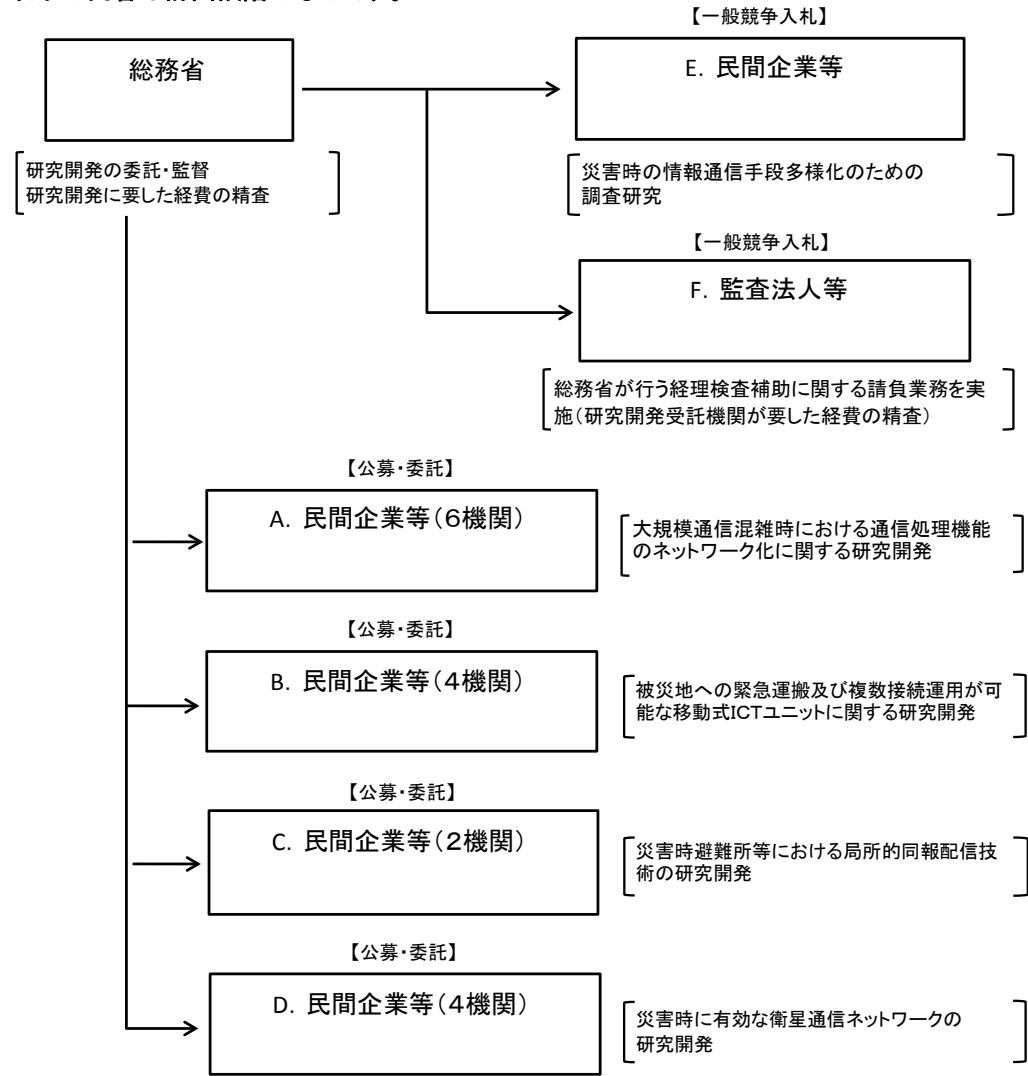 【一般競争入札】
総務省
E. 民間企業等
研究開発の委託・監督
研究開発に要した経費の精査
災害時の情報通信手段多様化のための
調査研究
【一般競争入札】
F. 監査法人等
総務省が行う経理検査補助に関する請負業務を実
施（研究開発受託機関が要した経費の精査）
【公募・委託】
A. 民間企業等（６機関）
大規模通信混雑時における通信処理機能
のネットワーク化に関する研究開発
【公募・委託】
B. 民間企業等（４機関）
被災地への緊急運搬及び複数接続運用が可
能な移動式ICTユニットに関する研究開発
【公募・委託】
C. 民間企業等（２機関）
災害時避難所等における局所的同報配信技
術の研究開発
【公募・委託】
D. 民間企業等（４機関）
災害時に有効な衛星通信ネットワークの
研究開発